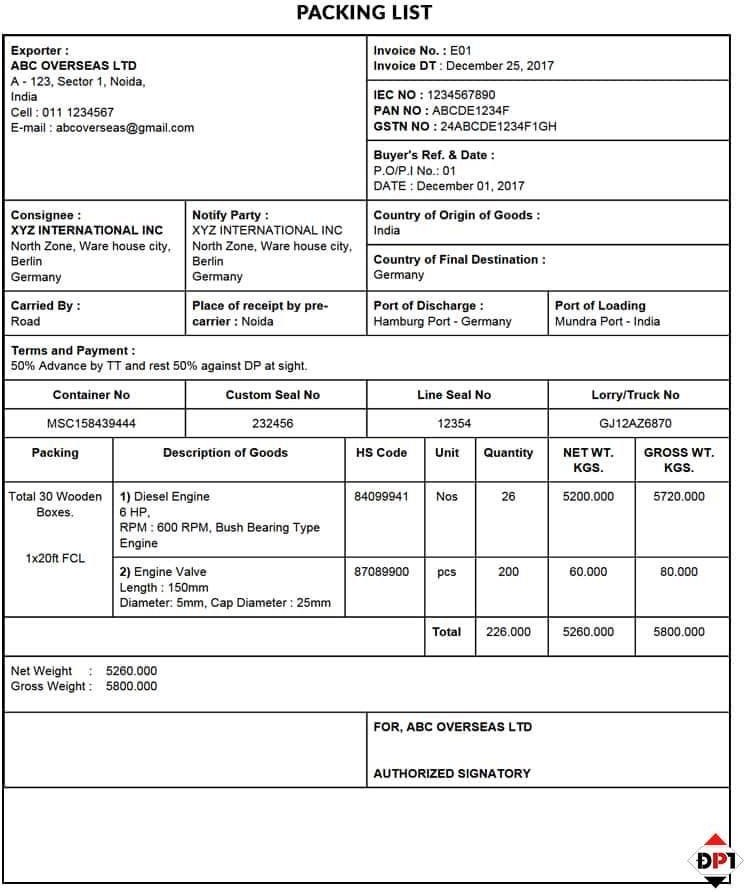 PACKING LIST
Exporter :
ABC OVERSEAS LTD
A - 123, Sector 1, Noida,
India
Cell : 011 1234567
E-mail : abcoverseas@gmail.com
Invoice No. : E01
Invoice DT : December 25, 2017
IEC NO : 1234567890
PAN NO : ABCDE1234F
GSTN NO : 24ABCDE1234F1GH
Buyer's Ref. & Date :
P.O/P.I No.: 01
DATE : December 01, 2017
Consignee :
XYZ INTERNATIONAL INC
North Zone, Ware house city,
Berlin
Germany
Notify Party :
XYZ INTERNATIONAL INC
North Zone, Ware house city,
Berlin
Germany
Country of Origin of Goods :
India
Country of Final Destination :
Germany
Carried By :
Road
Place of receipt by pre-
carrier : Noida
Port of Discharge :
Hamburg Port - Germany
Port of Loading
Mundra Port - India
Terms and Payment :
50% Advance by TT and rest 50% against DP at sight.
Container No Custom Seal No Line Seal No Lorry/Truck No
MSC158439444 232456 12354 GJ12AZ6870
Packing Description of Goods HS Code Unit Quantity NET WT. KGS. GROSS WT. KGS.
Total 30 Wooden
Boxes.
1x20ft FCL
1) Diesel Engine 84099941 Nos 26 5200.000 5720.000
6 HP,
RPM : 600 RPM, Bush Bearing Type
Engine
2) Engine Valve 87089900 pcs 200 60.000 80.000
Length : 150mm
Diameter: 5mm, Cap Diameter : 25mm
Total 226.000 5260.000 5800.000
Net Weight : 5260.000
Gross Weight : 5800.000
FOR, ABC OVERSEAS LTD
AUTHORIZED SIGNATORY
DPT